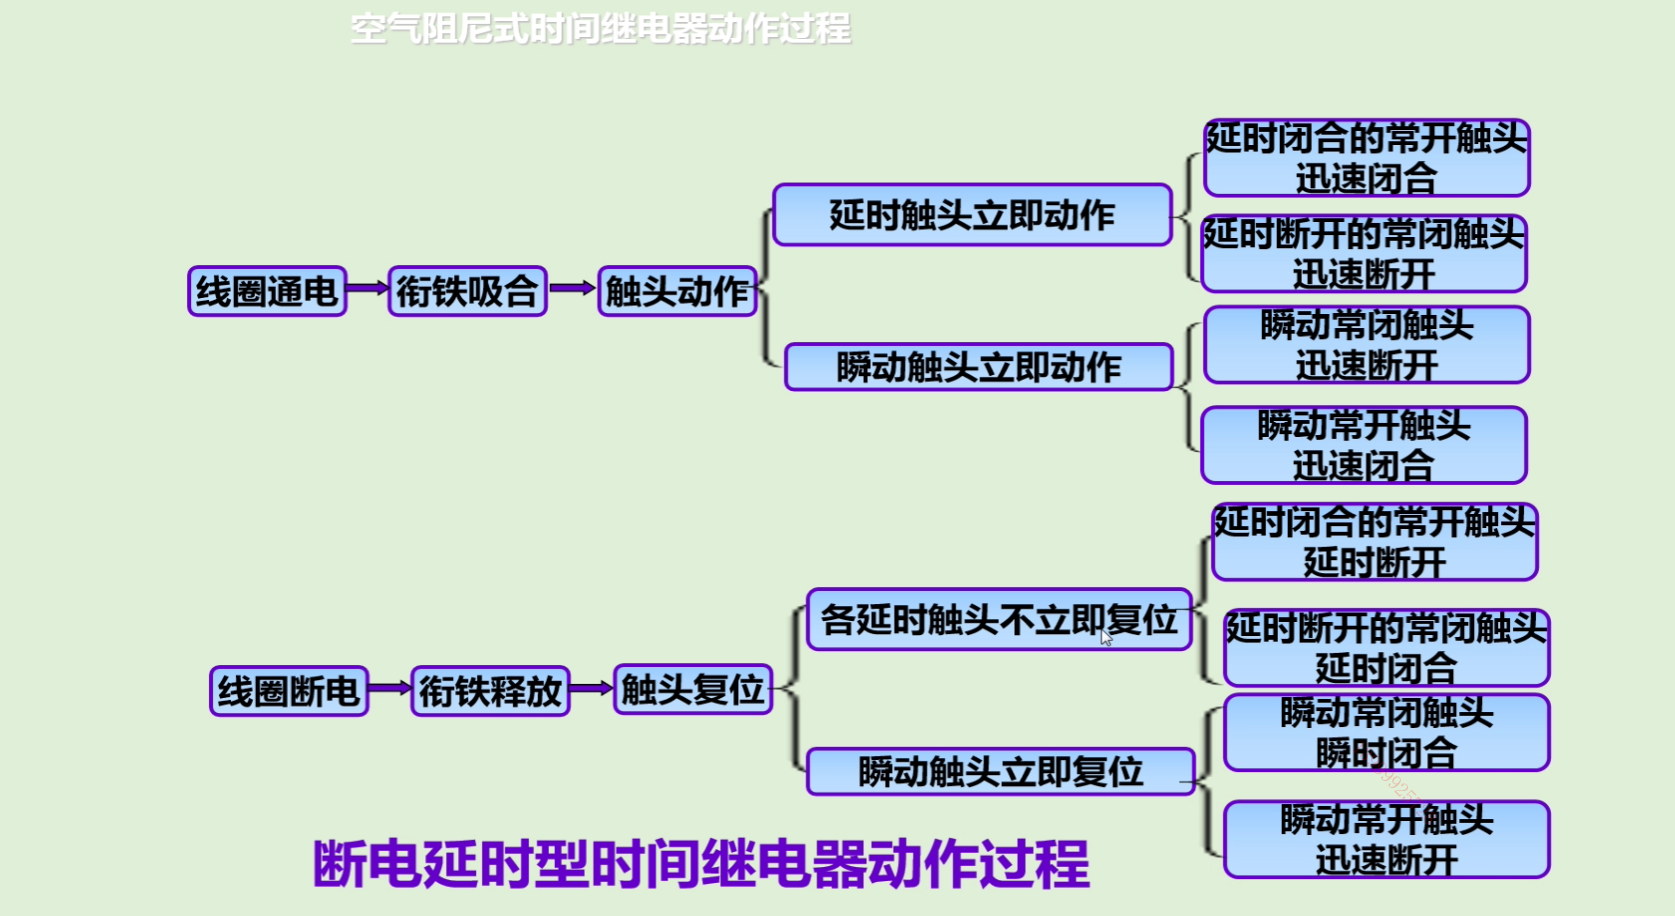 空气阻尼式时间继电器动作过程
线圈通电
衔铁吸合
触头动作
延时触头立即动作
延时闭合的常开触头
迅速闭合
延时断开的常闭触头
迅速断开
瞬动触头立即动作
瞬动常闭触头
迅速断开
瞬动常开触头
迅速闭合
线圈断电
衔铁释放
触头复位
各延时触头不立即复位
延时闭合的常开触头
延时断开
延时断开的常闭触头
延时闭合
瞬动触头立即复位
瞬动常闭触头
瞬时闭合
瞬动常开触头
迅速断开
断电延时型时间继电器动作过程